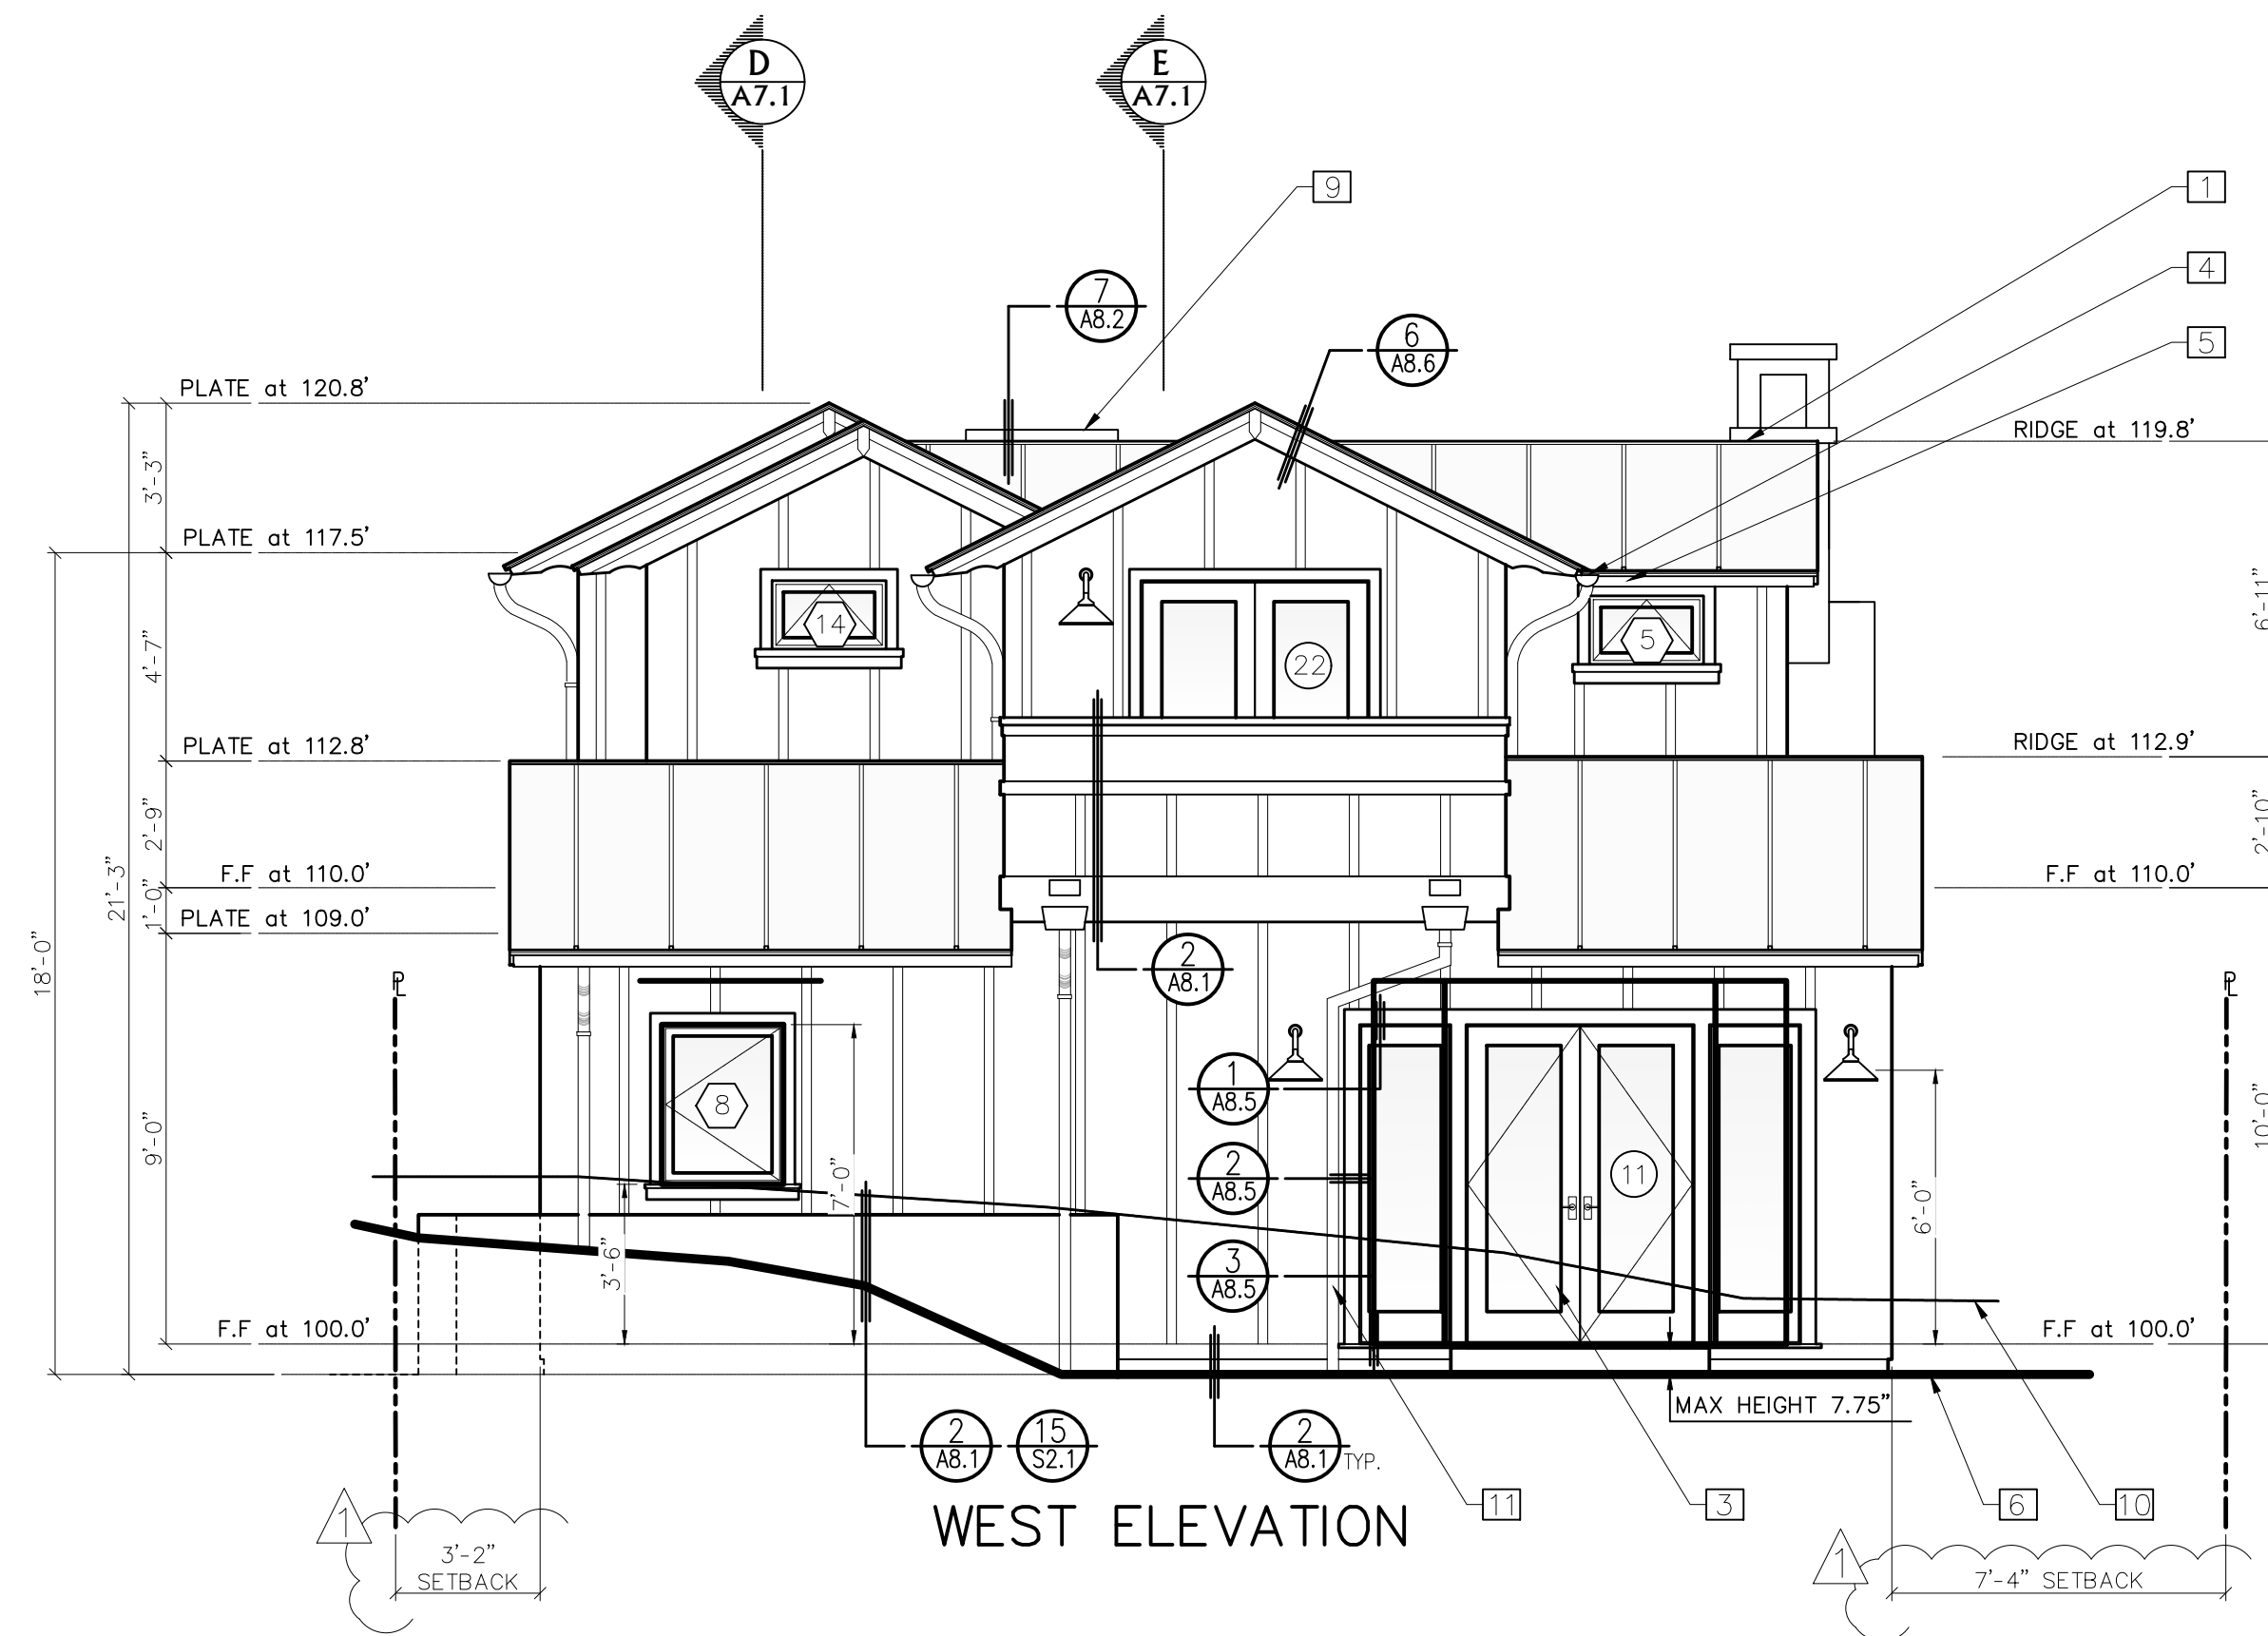 D
A7.1
E
A7.1
9
1
7
A8.2
4
6
A8.6
5
PLATE at 120.8'
RIDGE at 119.8'
3'-3"
PLATE at 117.5'
6'-11"
14
5
4'-7"
22
PLATE at 112.8'
RIDGE at 112.9'
2'-9"
2'-10"
21'-3"
F.F at 110.0'
F.F at 110.0'
1'-0"
PLATE at 109.0'
18'-0"
2
A8.1
PL
PL
1
A8.5
8
9'-0"
10'-0"
2
A8.5
11
7'-0"
6'-0"
3'-6"
3
A8.5
F.F at 100.0'
F.F at 100.0'
MAX HEIGHT 7.75"
2
A8.1
15
S2.1
2
A8.1
TYP.
11
3
6
10
WEST ELEVATION
1
3'-2"
SETBACK
1
7'-4" SETBACK